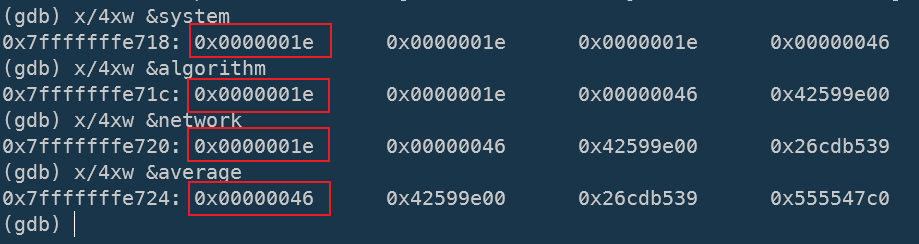 (gdb) x/4xw &system
0x7fffffffe718: 0x0000001e 0x0000001e 0x0000001e 0x00000046
(gdb) x/4xw &algorithm
0x7fffffffe71c: 0x0000001e 0x0000001e 0x00000046 0x42599e00
(gdb) x/4xw &network
0x7fffffffe720: 0x0000001e 0x00000046 0x42599e00 0x26cdb539
(gdb) x/4xw &average
0x7fffffffe724: 0x00000046 0x42599e00 0x26cdb539 0x555547c0
(gdb)